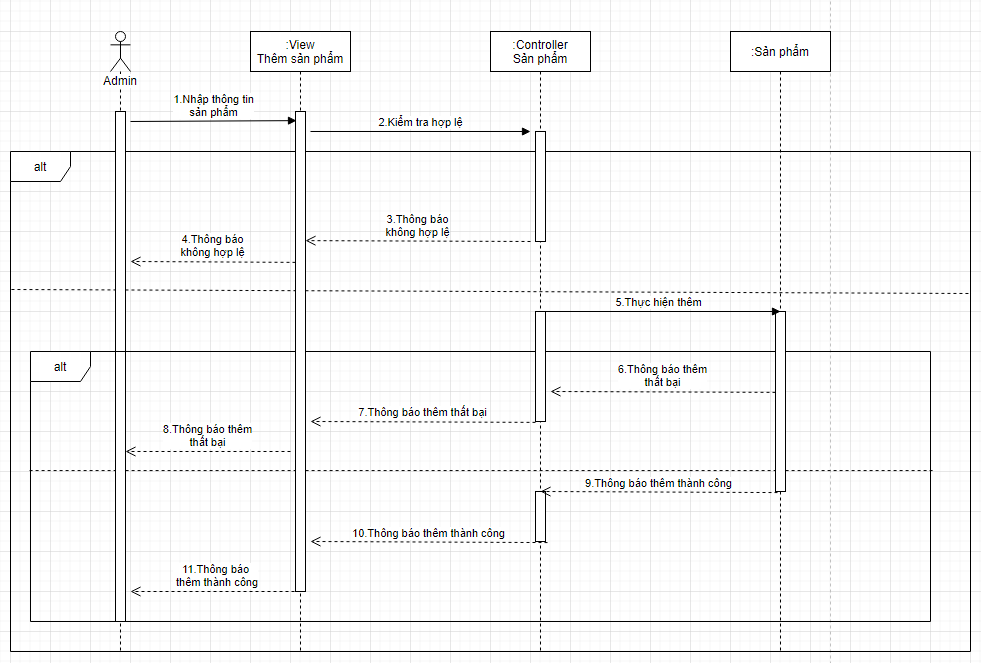 Admin
:View
Thêm sản phẩm
:Controller
Sản phẩm
:Sản phẩm
1.Nhập thông tin
sản phẩm
2.Kiểm tra hợp lệ
alt
3.Thông báo
không hợp lệ
4.Thông báo
không hợp lệ
5.Thực hiện thêm
alt
6.Thông báo thêm
thất bại
7.Thông báo thêm thất bại
8.Thông báo thêm
thất bại
9.Thông báo thêm thành công
10.Thông báo thêm thành công
11.Thông báo
thêm thành công